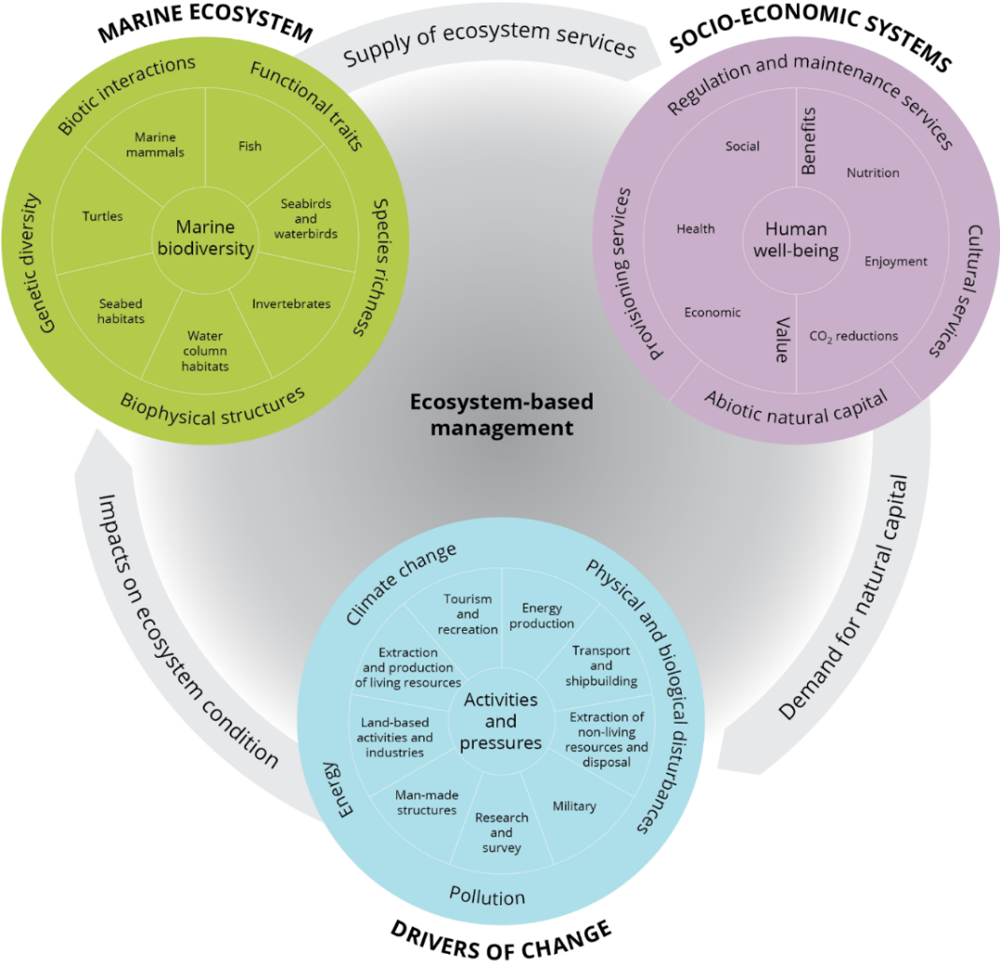 MARINE ECOSYSTEM
Supply of ecosystem services
SOCIO-ECONOMIC SYSTEMS
Biotic interactions
Functional traits
Species richness
Biophysical structures
Genetic diversity
Marine
mammals
Fish
Seabirds
and
waterbirds
Invertebrates
Water
column
habitats
Seabed
habitats
Turtles
Marine
biodiversity
Regulation and maintenance services
Cultural services
Abiotic natural capital
Provisioning services
Social
Benefits
Nutrition
Health
Human
well-being
Enjoyment
Economic
Value
CO₂ reductions
Ecosystem-based
management
Impacts on ecosystem condition
Demand for natural capital
Climate change
Physical and biological disturbances
Energy
Pollution
Tourism
and
recreation
Energy
production
Transport
and
shipbuilding
Extraction of
non-living
resources and
disposal
Military
Research
and
survey
Man-made
structures
Land-based
activities and
industries
Extraction
and production
of living resources
Activities
and
pressures
DRIVERS OF CHANGE